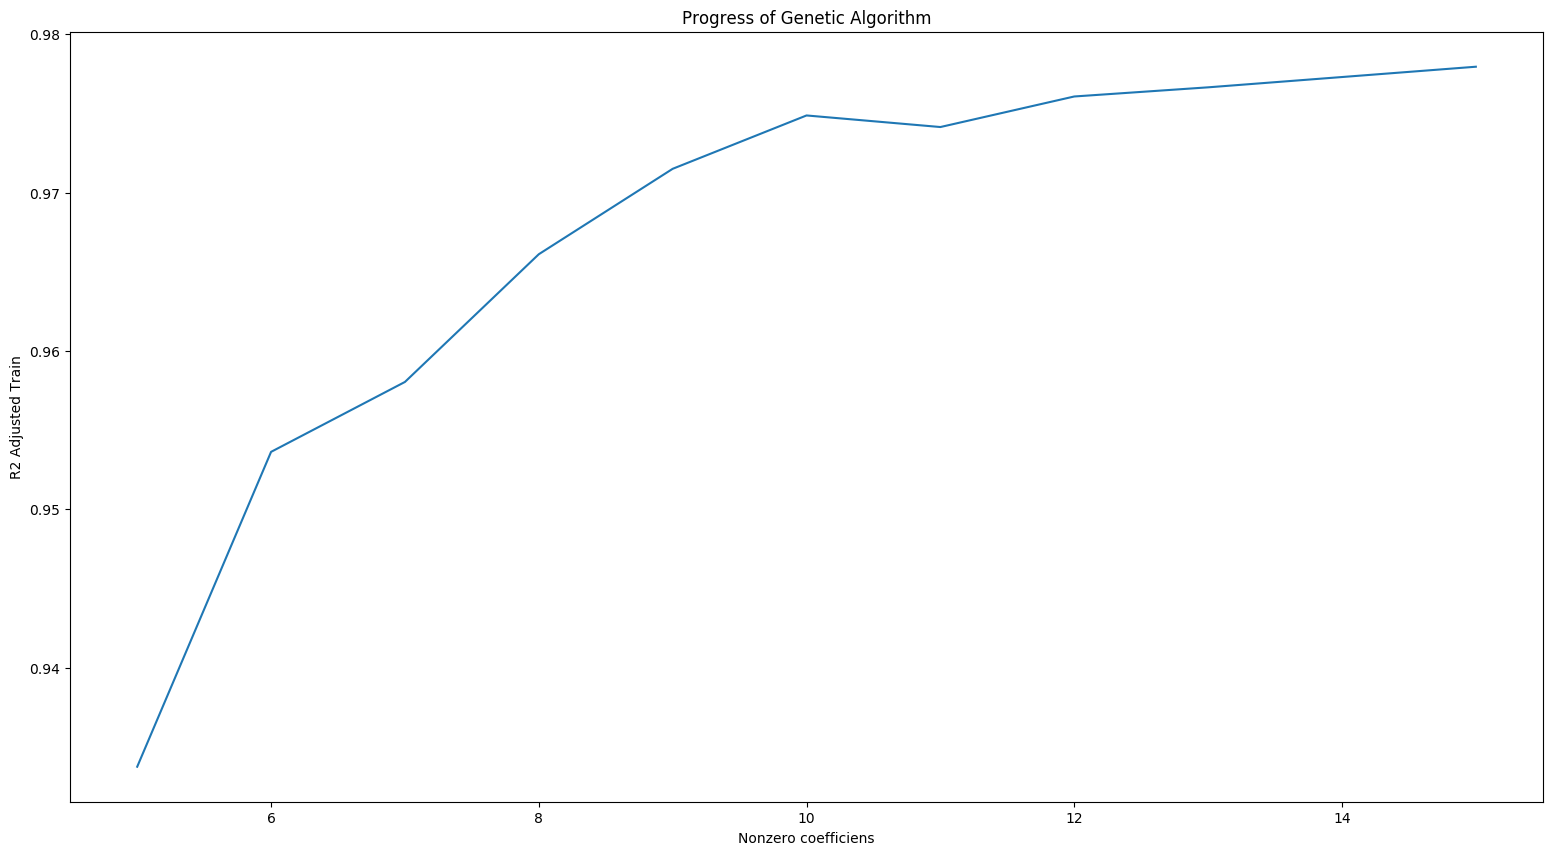 Progress of Genetic Algorithm
0.98
0.97
0.96
0.95
0.94
R2 Adjusted Train
6 8 10 12 14
Nonzero coefficiens